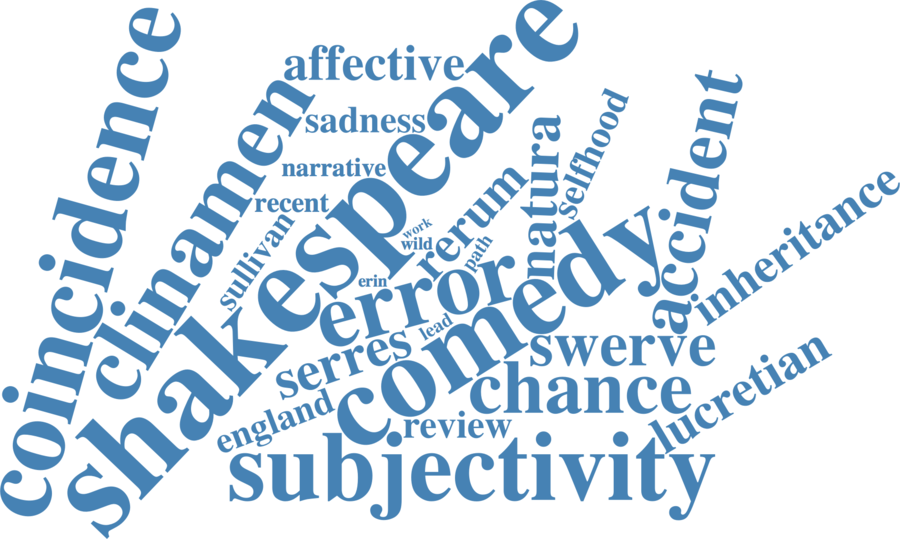 coincidence
clinamen
shakespeare
affective
sadness
narrative
recent
sullivan
work
wild
erin
path
rerum
natura
selfhood
accident
inheritance
error
lead
serres
comedy
england
review
swerve
chance
lucretian
subjectivity